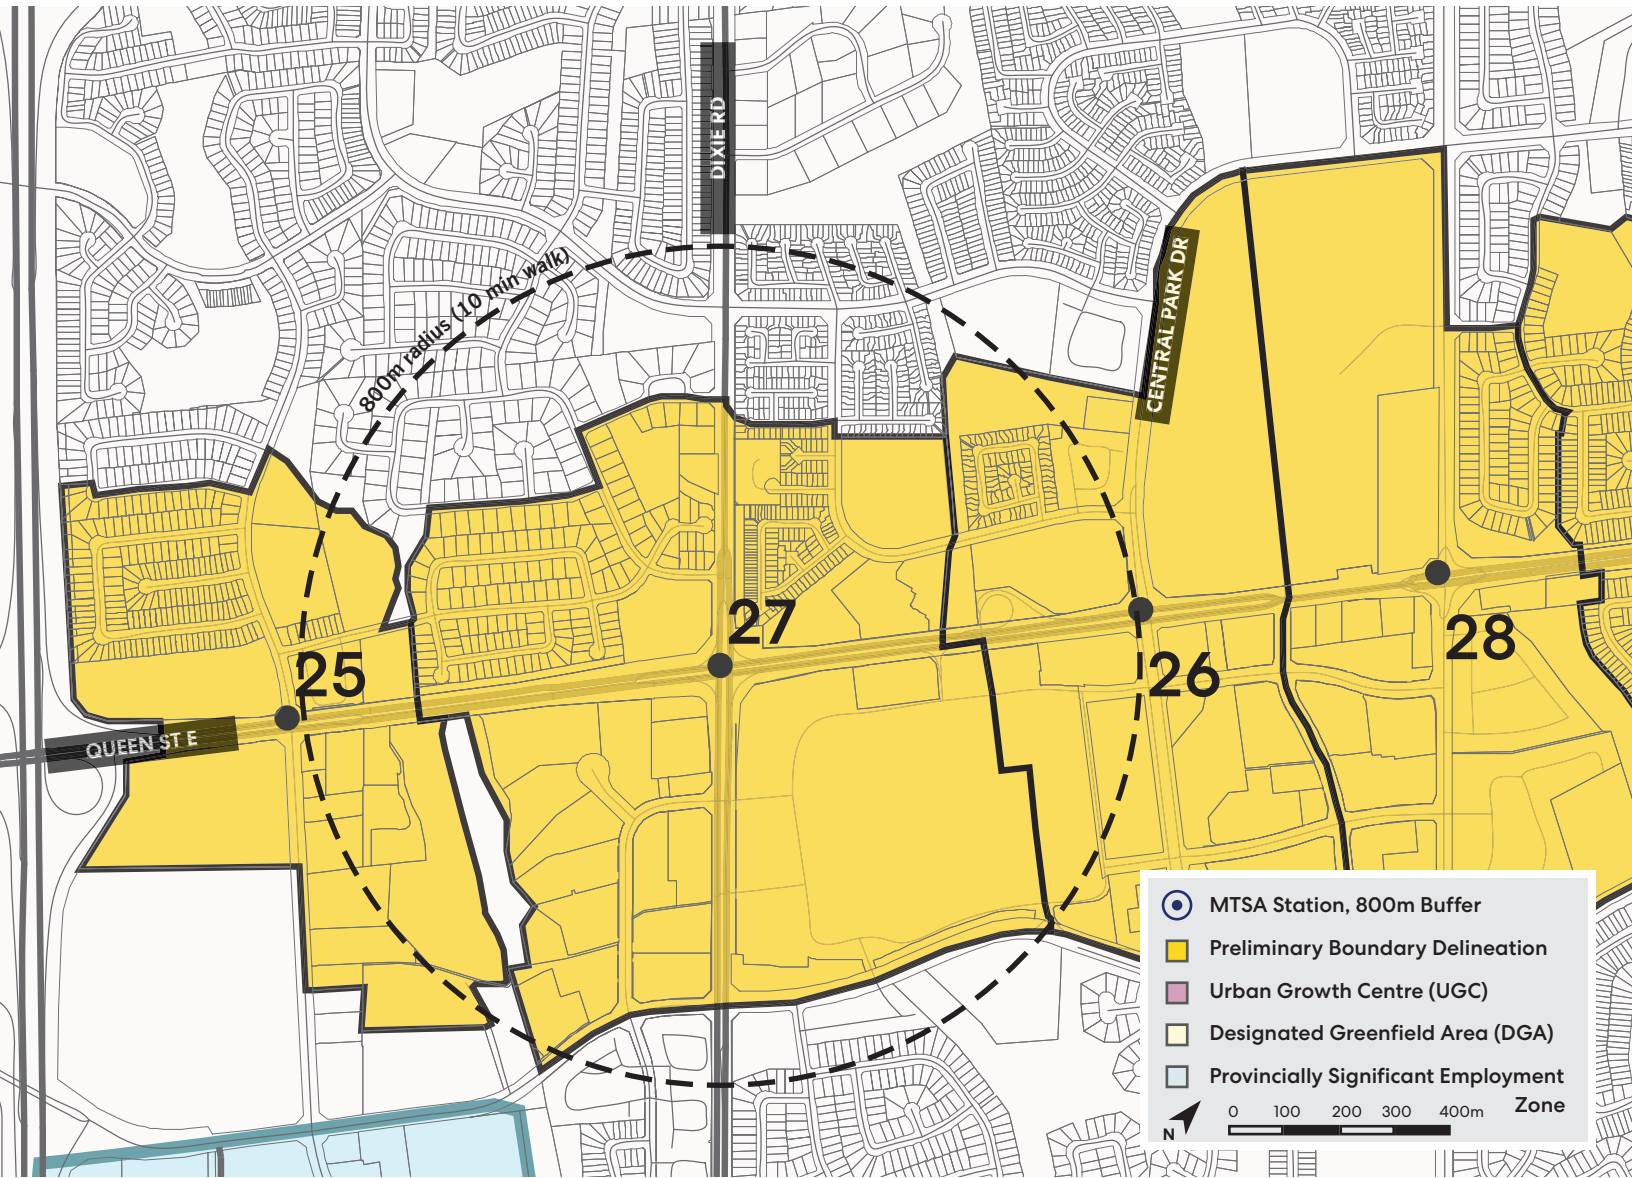 DIXIE RD
CENTRAL PARK DR
800m radius (10 min walk)
27
28
25
26
QUEEN ST E
MTSA Station, 800m Buffer
Preliminary Boundary Delineation
Urban Growth Centre (UGC)
Designated Greenfield Area (DGA)
Provincially Significant Employment
Zone
0 100 200 300 400m
N